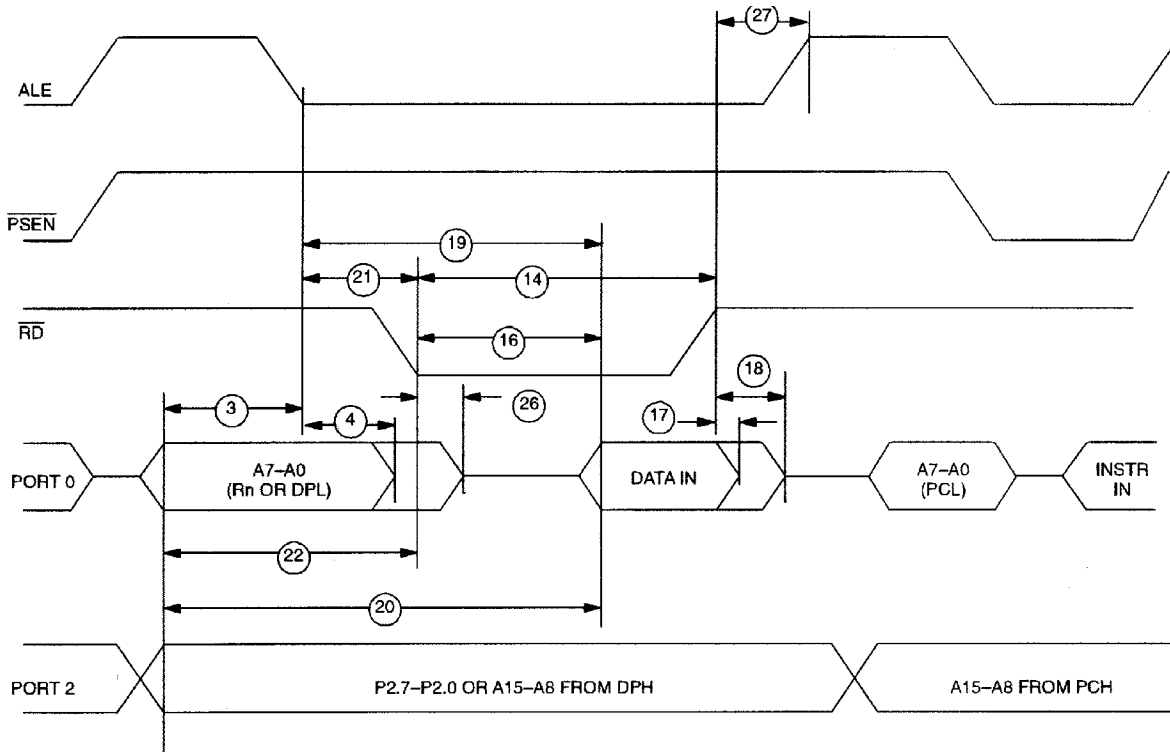 27
ALE
PSEN
19
21
14
RD
16
18
3
4
26
17
PORT 0
A7–A0
(Rn OR DPL)
DATA IN
A7–A0
(PCL)
INSTR
IN
22
20
PORT 2
P2.7–P2.0 OR A15–A8 FROM DPH
A15–A8 FROM PCH